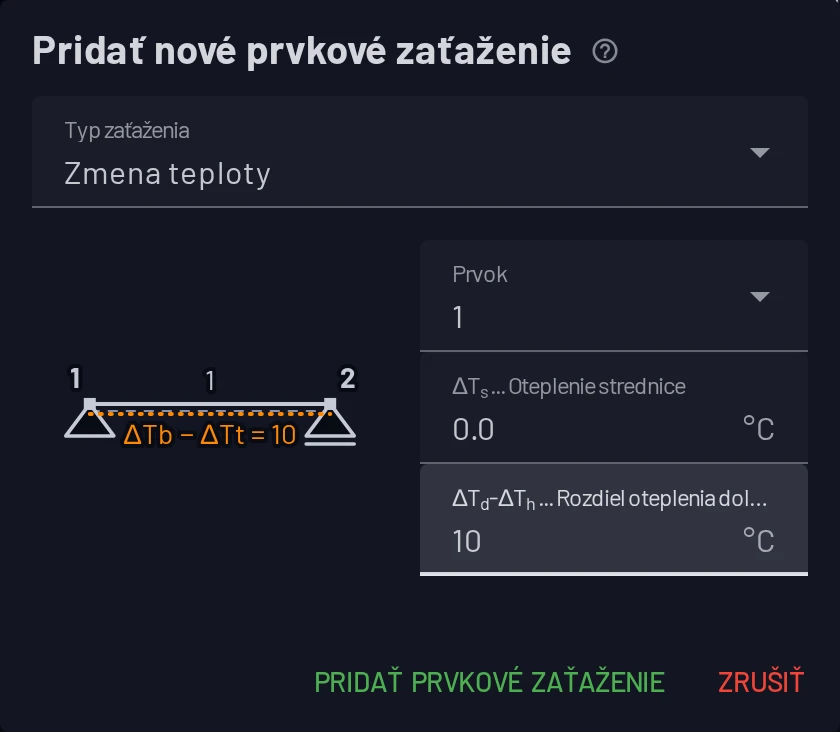 Pridať nové prvkové zaťaženie ?
Typ zaťaženia
Zmena teploty
Prvok
1
1 1 2
ΔTb − ΔTt = 10
ΔTs ... Oteplenie strednice
0.0 °C
ΔTd-ΔTh ... Rozdiel oteplenia dol...
10 °C
PRIDAŤ PRVKOVÉ ZAŤAŽENIE ZRUŠIŤ